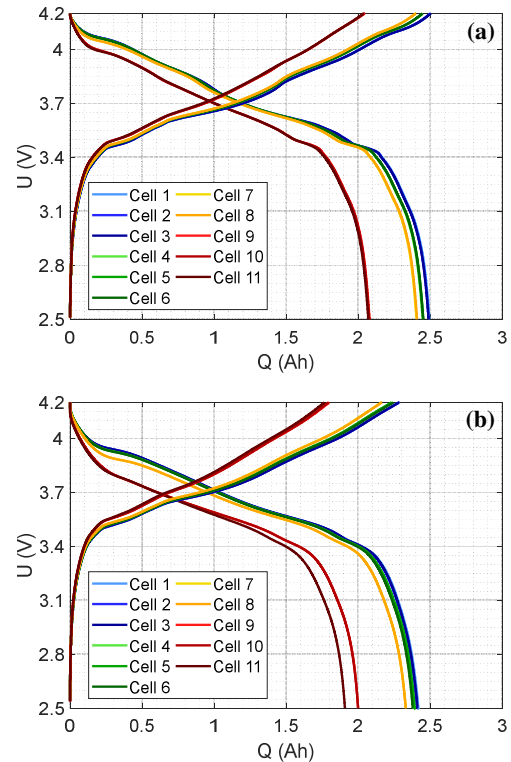 (a)
4.2
4
3.7
3.4
3.1
2.8
2.5
U (V)
Cell 1 Cell 7
Cell 2 Cell 8
Cell 3 Cell 9
Cell 4 Cell 10
Cell 5 Cell 11
Cell 6
0 0.5 1 1.5 2 2.5 3
Q (Ah)
(b)
4.2
4
3.7
3.4
3.1
2.8
2.5
U (V)
Cell 1 Cell 7
Cell 2 Cell 8
Cell 3 Cell 9
Cell 4 Cell 10
Cell 5 Cell 11
Cell 6
0 0.5 1 1.5 2 2.5 3
Q (Ah)